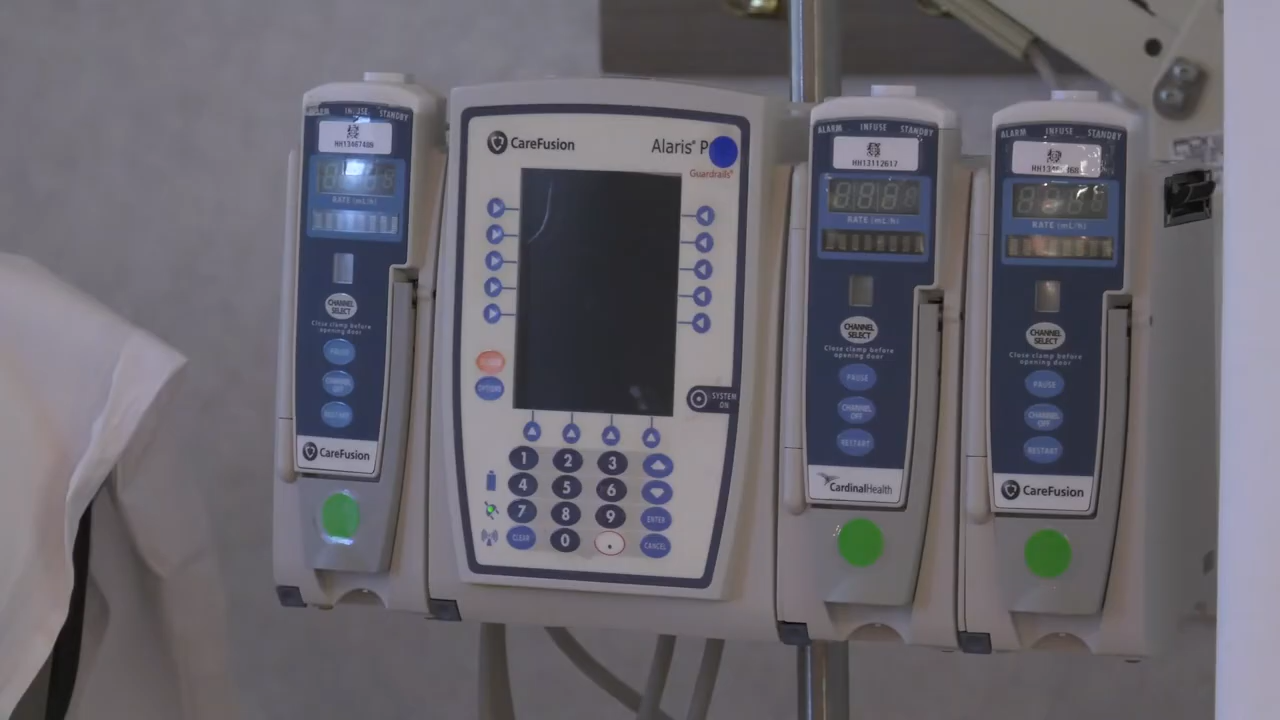 ALARM INFUSE STANDBY
RATE (mL/h)
CHANNEL
SELECT
Close clamp before
opening door
PAUSE
CHANNEL
OFF
RESTART
CareFusion
CareFusion
Alaris® P
Guardrails®
OPTIONS
SYSTEM
ON
1 2 3
4 5 6
7 8 9 ENTER
CLEAR 0 . CANCEL
ALARM INFUSE STANDBY
HH13112617
RATE (mL/h)
CHANNEL
SELECT
Close clamp before
opening door
PAUSE
CHANNEL
OFF
RESTART
CardinalHealth
ALARM INFUSE STANDBY
RATE (mL/h)
CHANNEL
SELECT
Close clamp before
opening door
PAUSE
CHANNEL
OFF
RESTART
CareFusion